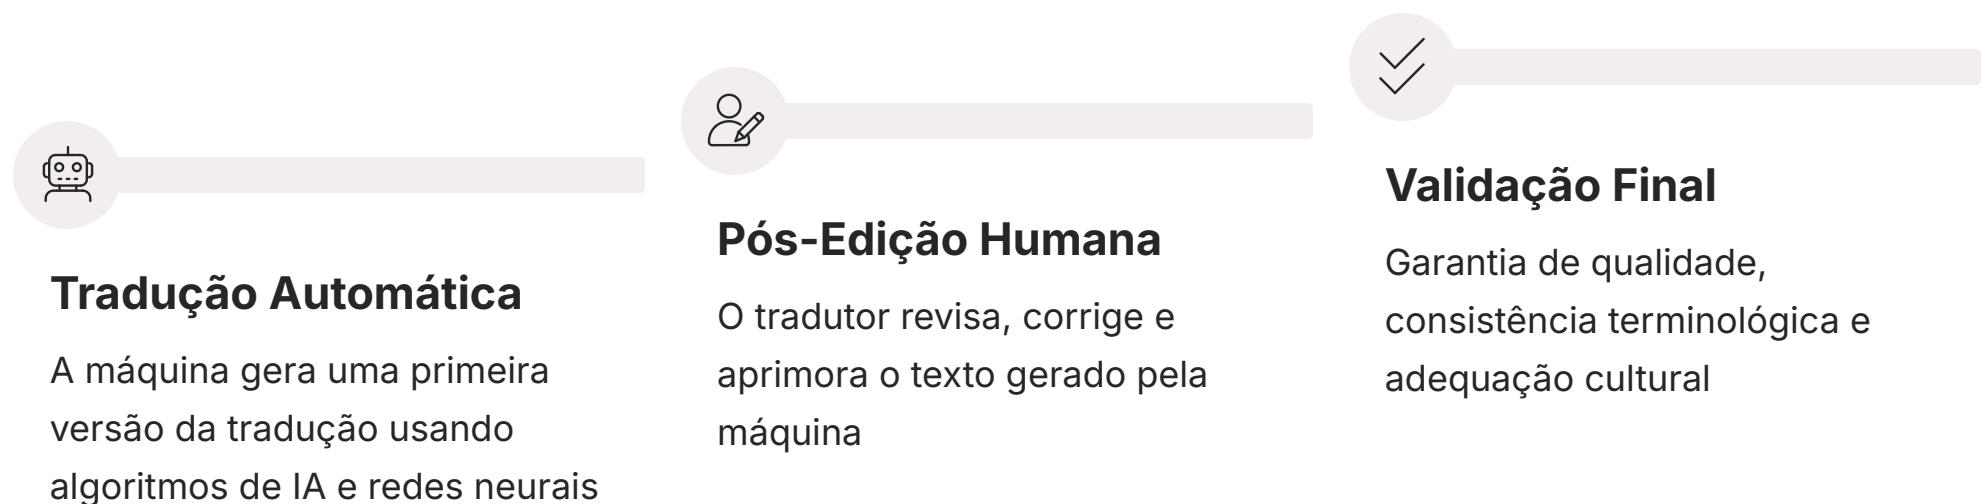 Tradução Automática
A máquina gera uma primeira
versão da tradução usando
algoritmos de IA e redes neurais
Pós-Edição Humana
O tradutor revisa, corrige e
aprimora o texto gerado pela
máquina
Validação Final
Garantia de qualidade,
consistência terminológica e
adequação cultural